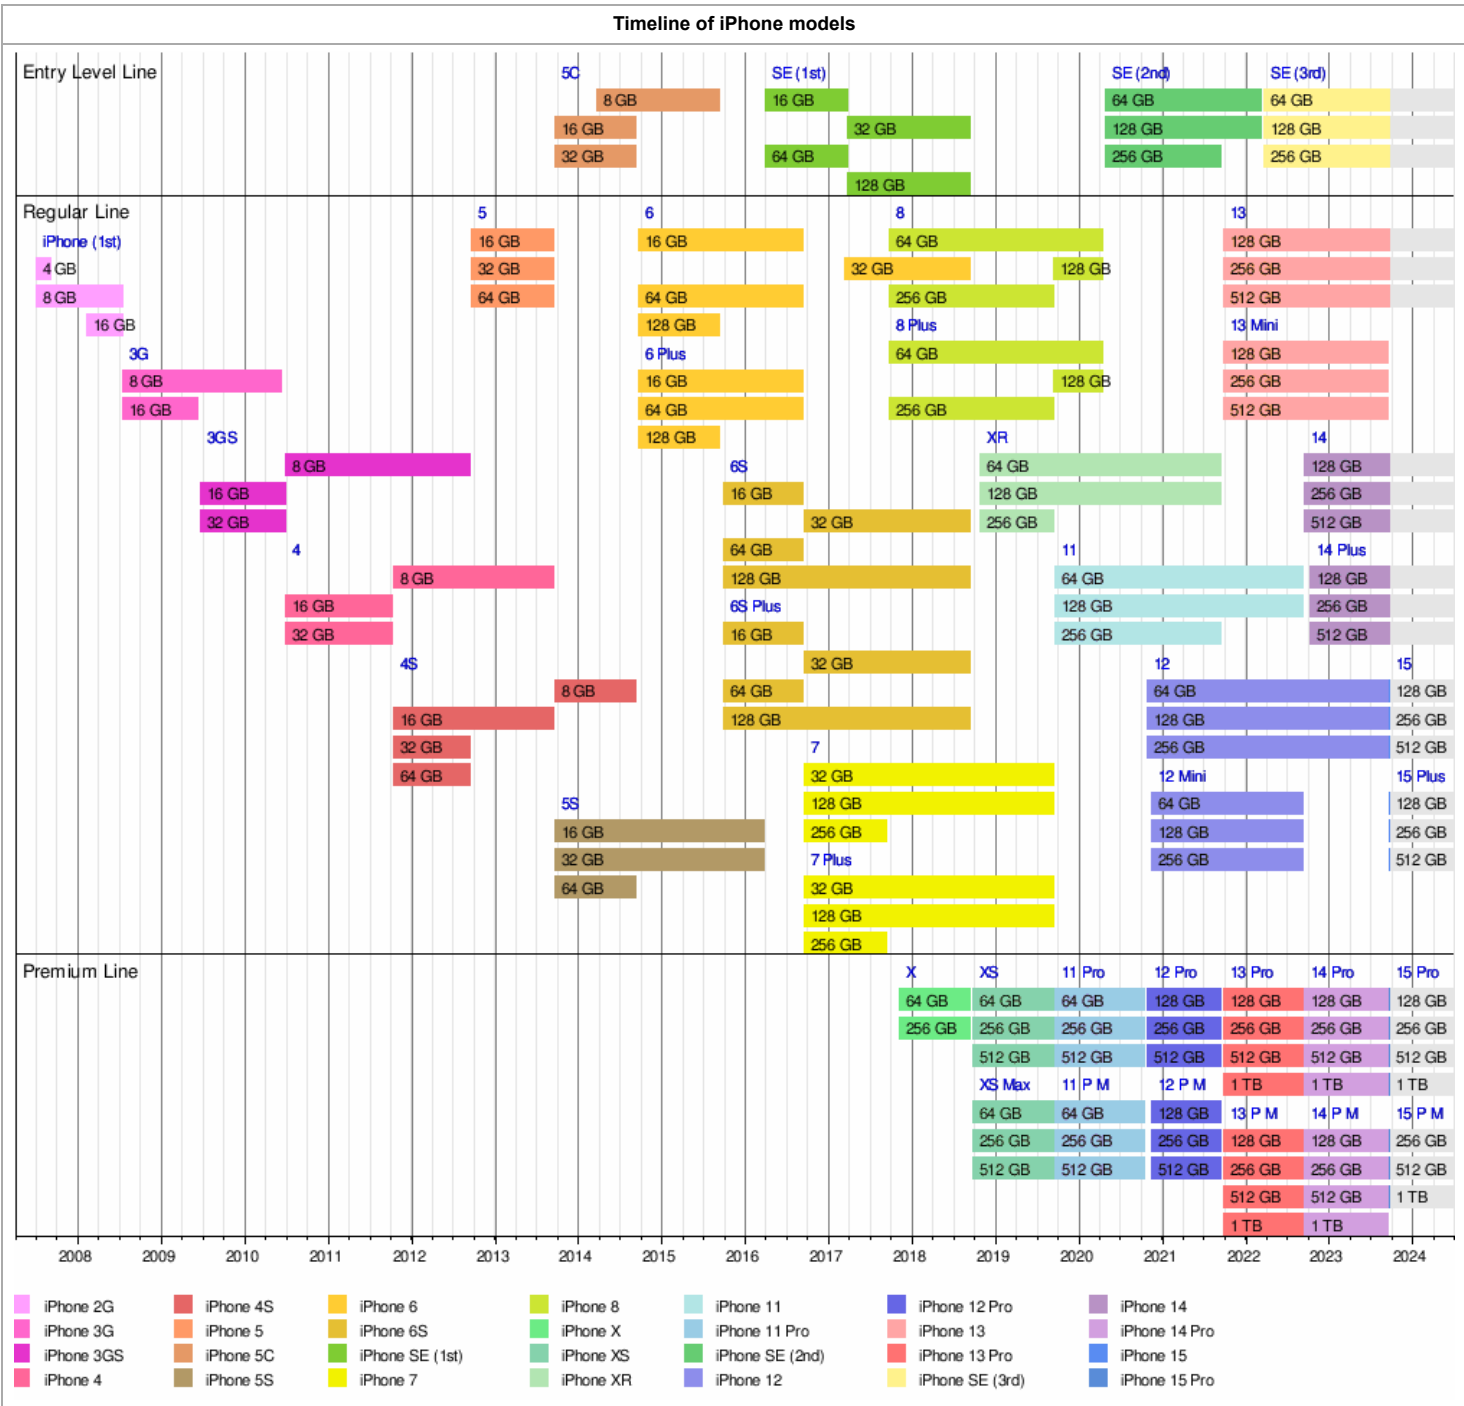 Timeline of iPhone models
Entry Level Line 5C SE (1st) SE (2nd) SE (3rd)
8 GB 16 GB 64 GB 64 GB
16 GB 32 GB 128 GB 128 GB
32 GB 64 GB 256 GB 256 GB
128 GB
Regular Line 5 6 8 13
iPhone (1st) 16 GB 16 GB 64 GB 128 GB
4 GB 32 GB 32 GB 128 GB 256 GB
8 GB 64 GB 64 GB 256 GB 512 GB
16 GB 128 GB 8 Plus 13 Mini
3G 6 Plus 64 GB 128 GB
8 GB 16 GB 128 GB 256 GB
16 GB 64 GB 256 GB 512 GB
3GS 128 GB XR 14
8 GB 6S 64 GB 128 GB
16 GB 16 GB 128 GB 256 GB
32 GB 32 GB 256 GB 512 GB
4 64 GB 11 14 Plus
8 GB 128 GB 64 GB 128 GB
16 GB 6S Plus 128 GB 256 GB
32 GB 16 GB 256 GB 512 GB
4S 32 GB 12 15
8 GB 64 GB 64 GB 128 GB
16 GB 128 GB 128 GB 256 GB
32 GB 7 256 GB 512 GB
64 GB 32 GB 12 Mini 15 Plus
5S 128 GB 64 GB 128 GB
16 GB 256 GB 128 GB 256 GB
32 GB 7 Plus 256 GB 512 GB
64 GB 32 GB
128 GB
256 GB
Premium Line X XS 11 Pro 12 Pro 13 Pro 14 Pro 15 Pro
64 GB 64 GB 64 GB 128 GB 128 GB 128 GB 128 GB
256 GB 256 GB 256 GB 256 GB 256 GB 256 GB 256 GB
512 GB 512 GB 512 GB 512 GB 512 GB 512 GB
XS Max 11 P M 12 P M 1 TB 1 TB 1 TB
64 GB 64 GB 128 GB 13 P M 14 P M 15 P M
256 GB 256 GB 256 GB 128 GB 128 GB 256 GB
512 GB 512 GB 512 GB 256 GB 256 GB 512 GB
512 GB 512 GB 1 TB
1 TB 1 TB
2008 2009 2010 2011 2012 2013 2014 2015 2016 2017 2018 2019 2020 2021 2022 2023 2024
iPhone 2G iPhone 4S iPhone 6 iPhone 8 iPhone 11 iPhone 12 Pro iPhone 14
iPhone 3G iPhone 5 iPhone 6S iPhone X iPhone 11 Pro iPhone 13 iPhone 14 Pro
iPhone 3GS iPhone 5C iPhone SE (1st) iPhone XS iPhone SE (2nd) iPhone 13 Pro iPhone 15
iPhone 4 iPhone 5S iPhone 7 iPhone XR iPhone 12 iPhone SE (3rd) iPhone 15 Pro